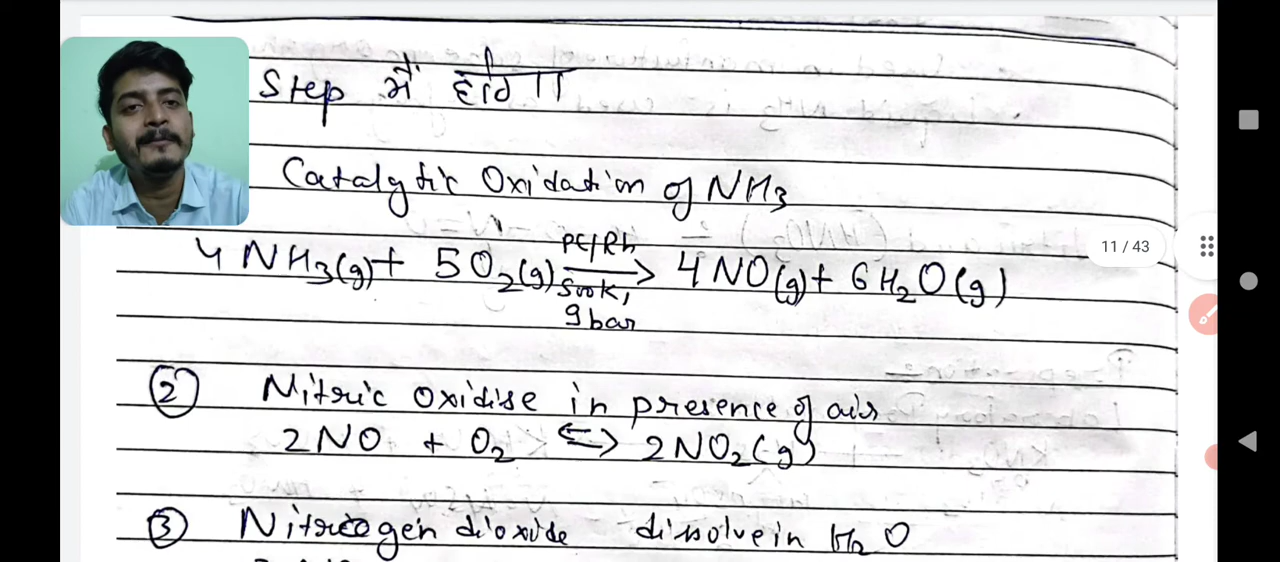 Step में होगा ।।
Catalytic Oxidation of NH3
4NH3(g) + 5O2(g) Pt/Rh → 4NO(g) + 6H2O(g)
500K,
9bar
11 / 43
② Nitric Oxidise in presence of air
2NO + O2 ⇌ 2NO2(g)
③ Nitrogen dioxide dissolve in H2O